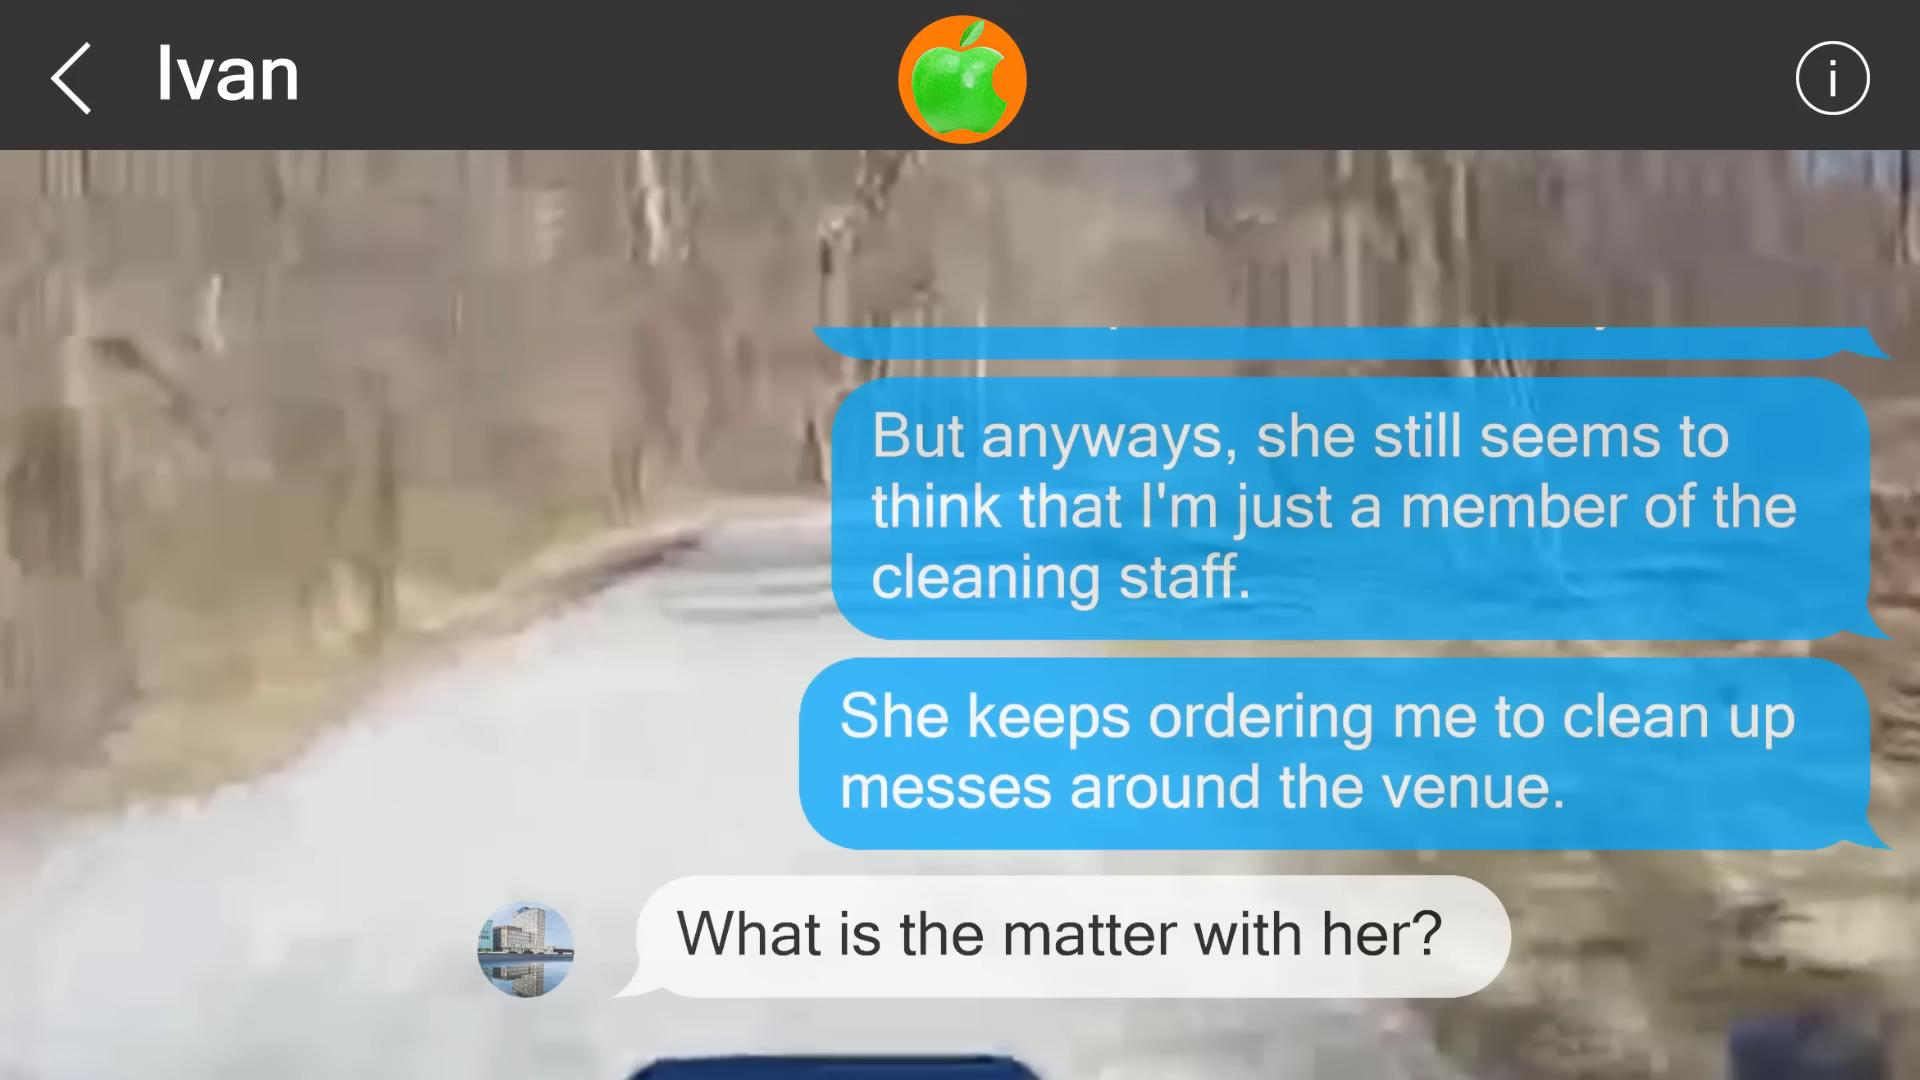 Ivan
i
But anyways, she still seems to
think that I'm just a member of the
cleaning staff.
She keeps ordering me to clean up
messes around the venue.
What is the matter with her?